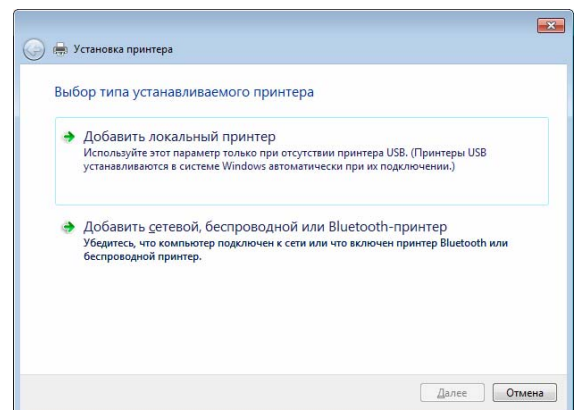 Установка принтера
Выбор типа устанавливаемого принтера
Добавить локальный принтер
Используйте этот параметр только при отсутствии принтера USB. (Принтеры USB
устанавливаются в системе Windows автоматически при их подключении.)
Добавить сетевой, беспроводной или Bluetooth-принтер
Убедитесь, что компьютер подключен к сети или что включен принтер Bluetooth или
беспроводной принтер.
Далее
Отмена